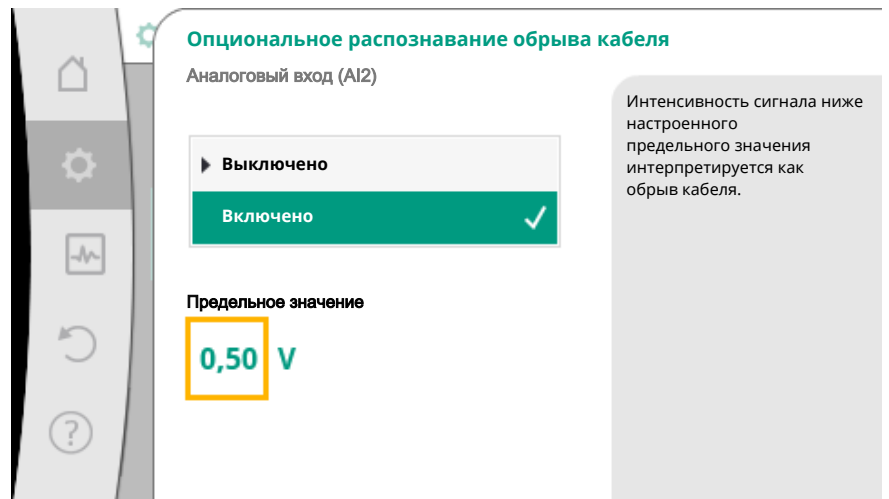 Опциональное распознавание обрыва кабеля
Аналоговый вход (AI2)
Выключено
Включено
Предельное значение
0,50 V
Интенсивность сигнала ниже
настроенного
предельного значения
интерпретируется как
обрыв кабеля.
?